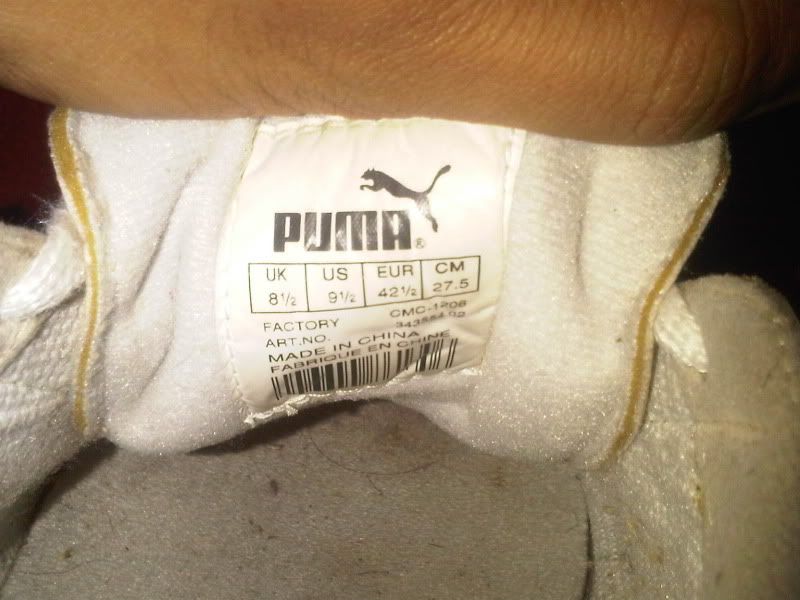 PUMA®
UK US EUR CM
8½ 9½ 42½ 27.5
FACTORY CMC-1206
ART.NO.
MADE IN CHINA
FABRIQUE EN CHINE